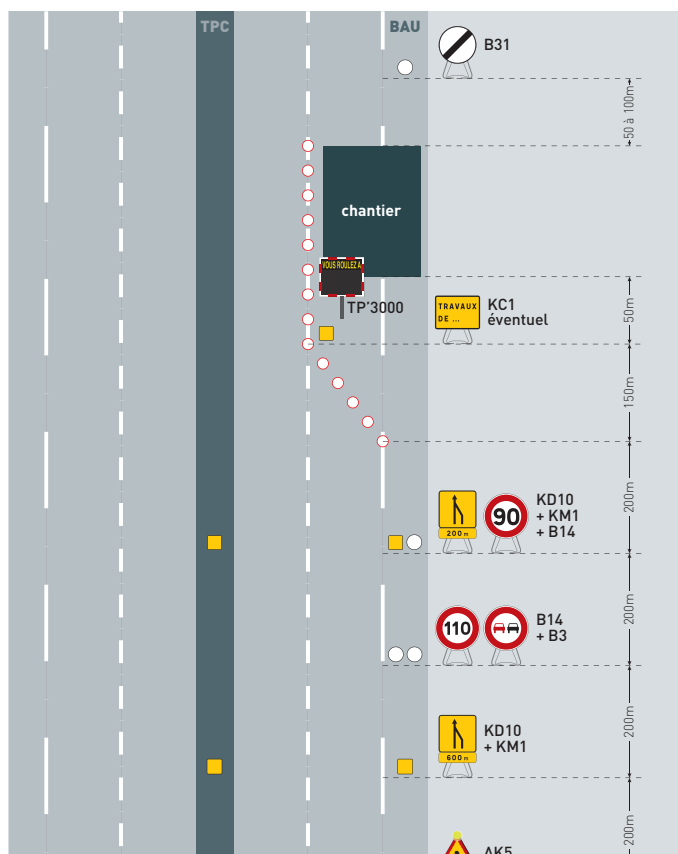 TPC
BAU
B31
50 à 100m
chantier
VOUS ROULEZ A
TP'3000
TRAVAUX
DE ...
KC1
éventuel
50m
150m
200m
200 m
90
KD10
+ KM1
+ B14
200m
110
B14
+ B3
200m
600 m
KD10
+ KM1
200m
AK5